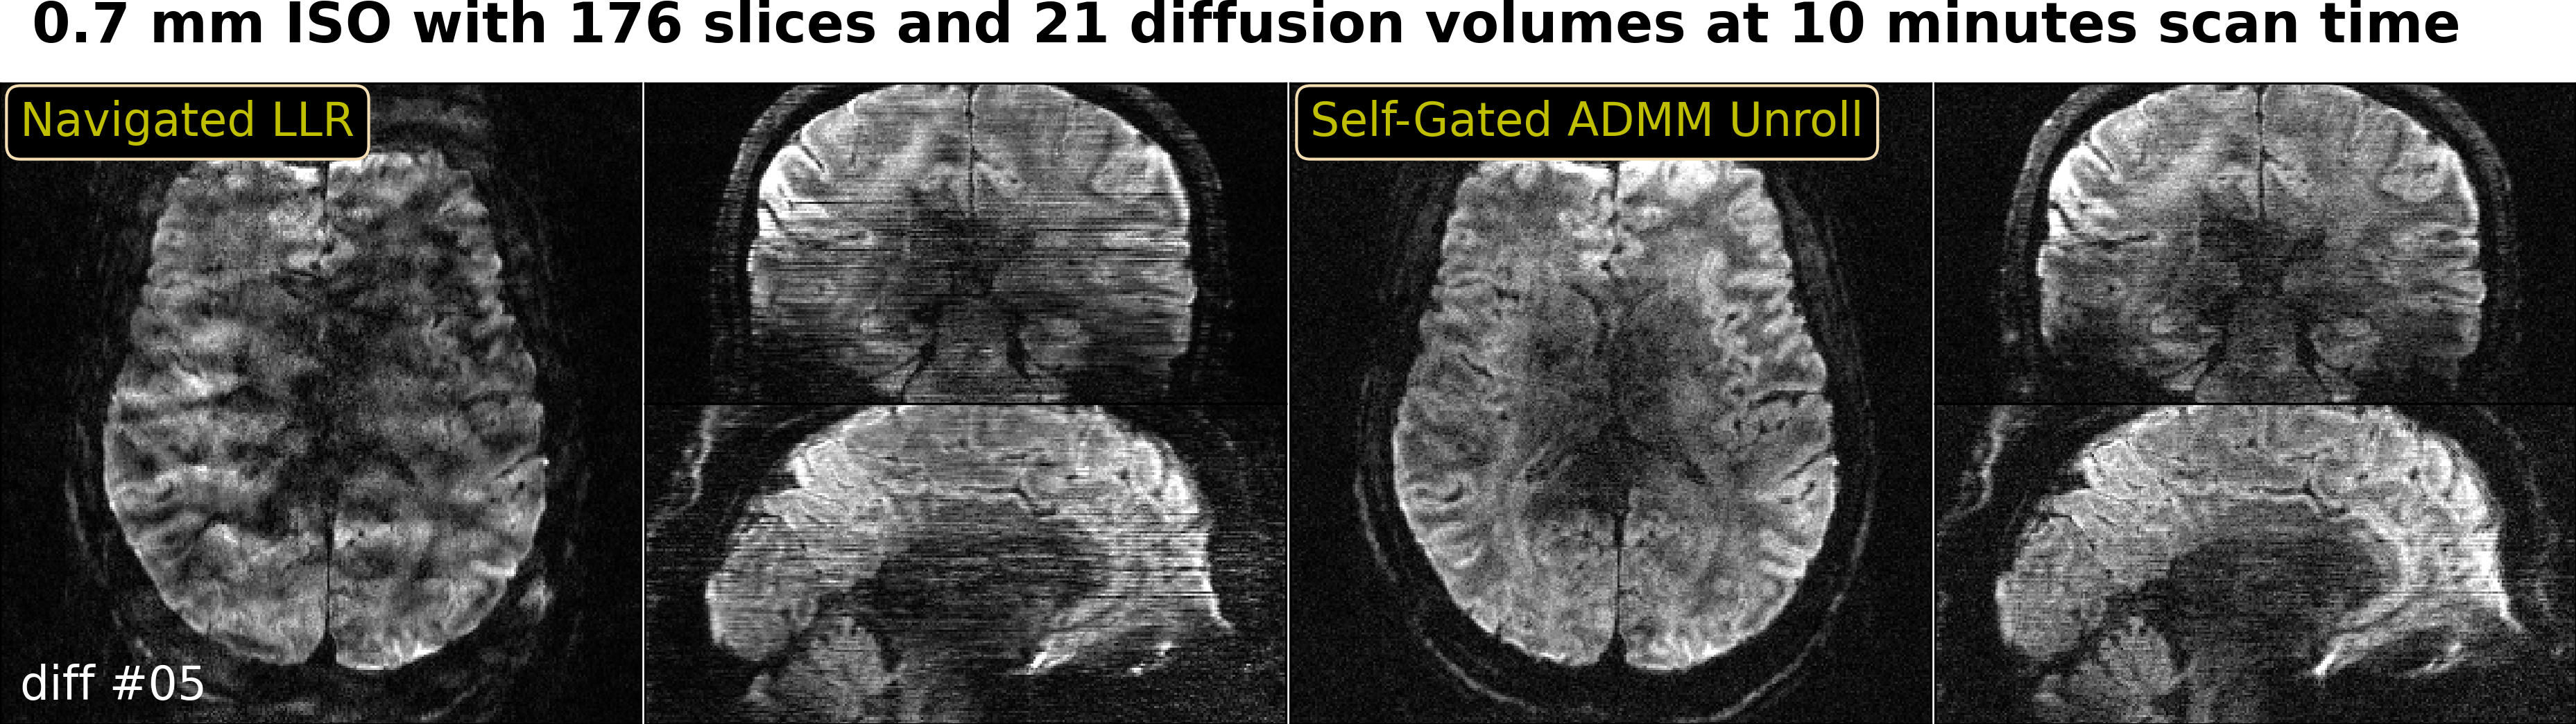 0.7 mm ISO with 176 slices and 21 diffusion volumes at 10 minutes scan time
Navigated LLR
Self-Gated ADMM Unroll
diff #05